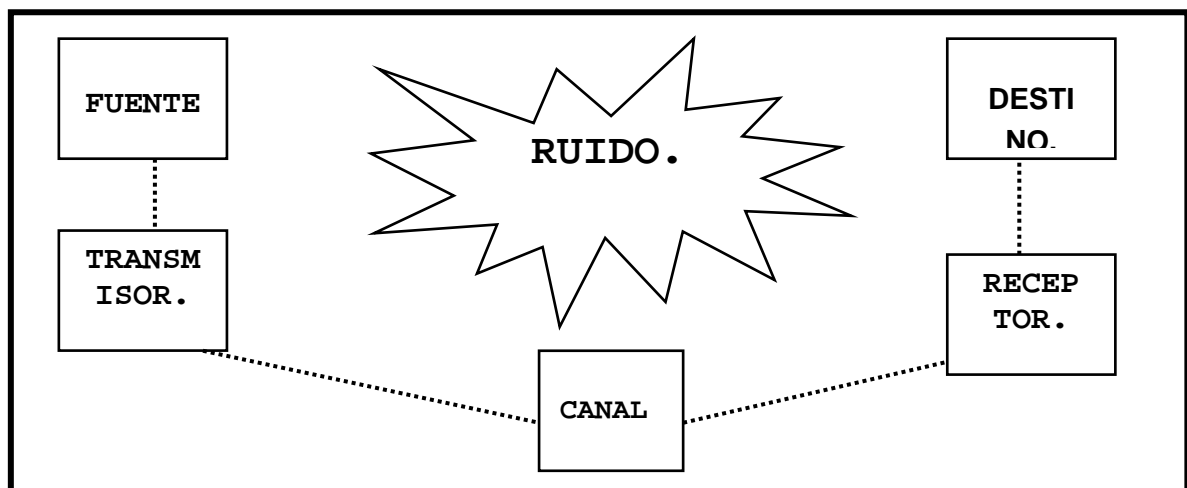 FUENTE
RUIDO.
DESTI
NO.
TRANSM
ISOR.
RECEP
TOR.
CANAL